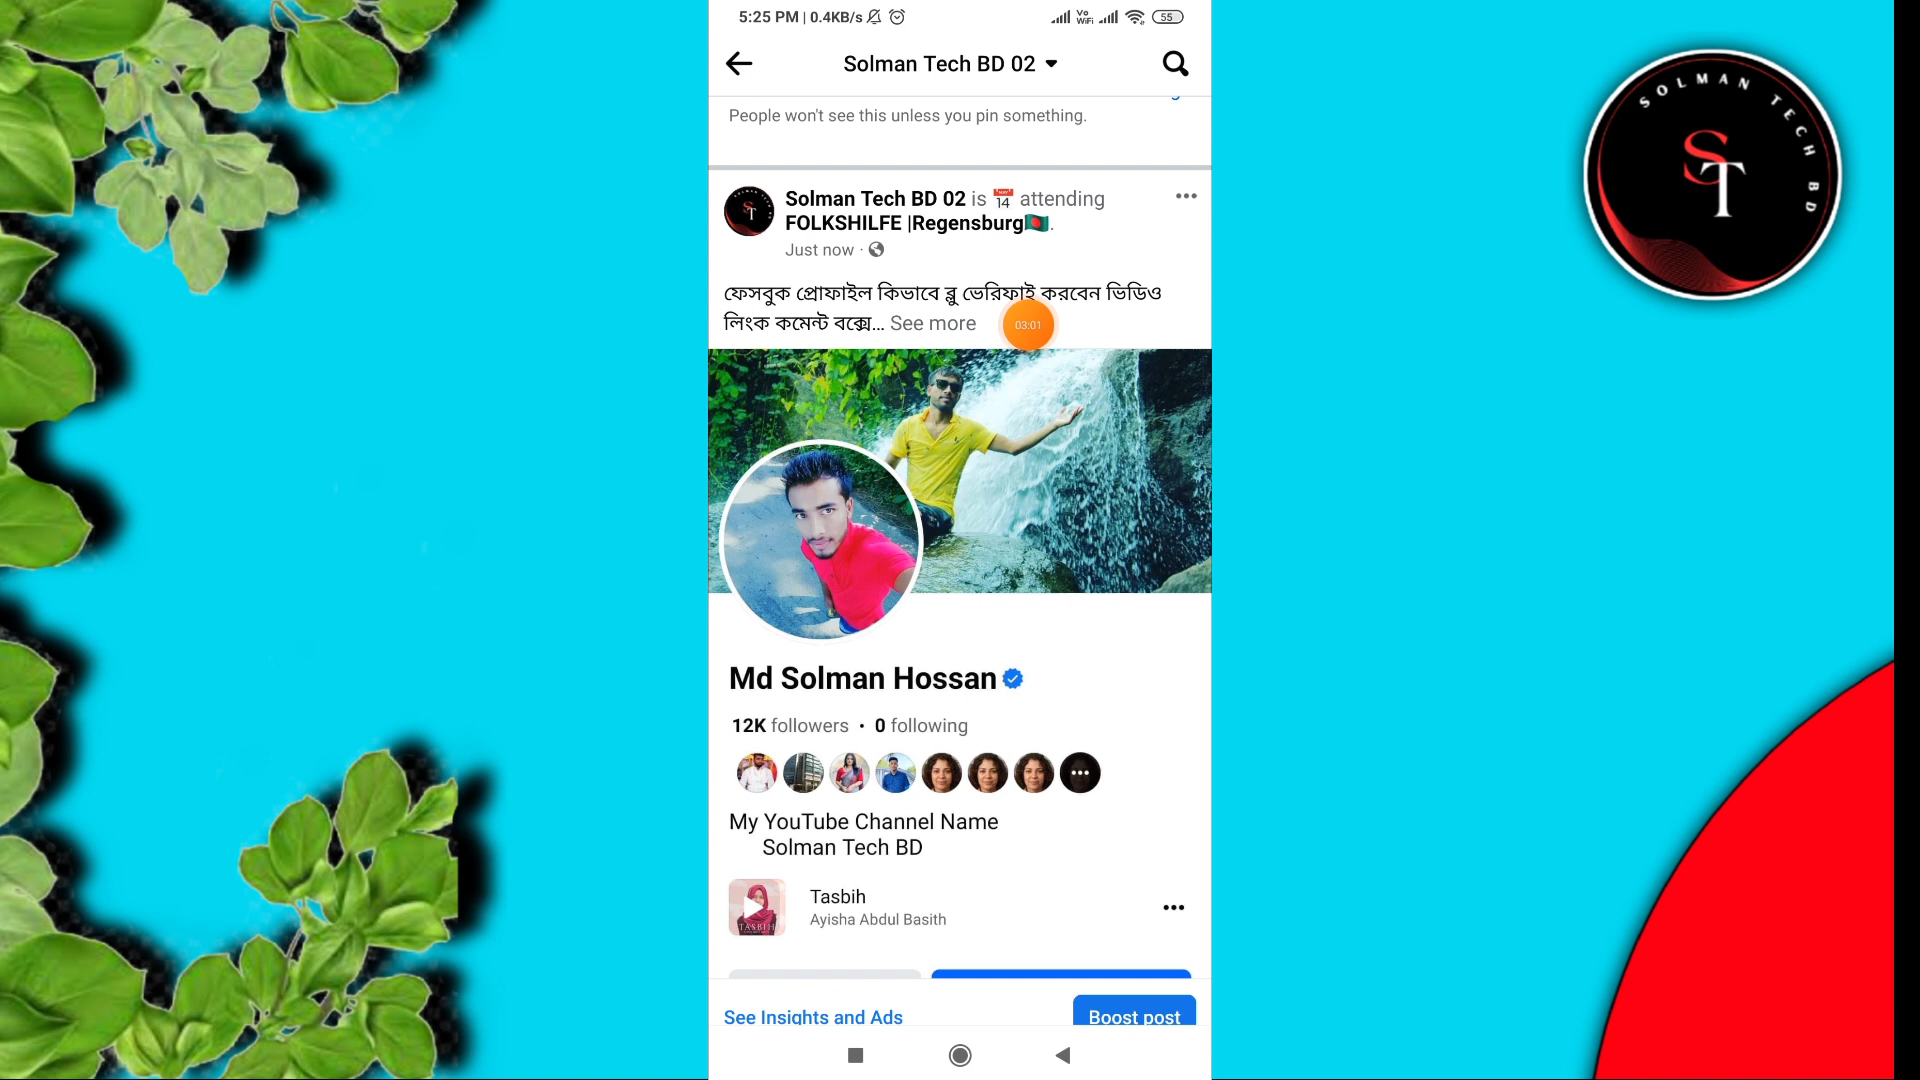 5:25 PM | 0.4KB/s
Vo
WiFi
55
Solman Tech BD 02
People won't see this unless you pin something.
Solman Tech BD 02 is attending
FOLKSHILFE |Regensburg.
Just now ·
ফেসবুক প্রোফাইল কিভাবে ব্লু ভেরিফাই করবেন ভিডিও
লিংক কমেন্ট বক্সে... See more
03:01
Md Solman Hossan
12K followers • 0 following
My YouTube Channel Name
Solman Tech BD
Tasbih
Ayisha Abdul Basith
TASBIH
See Insights and Ads
Boost post
SOLMAN TECH BD
ST